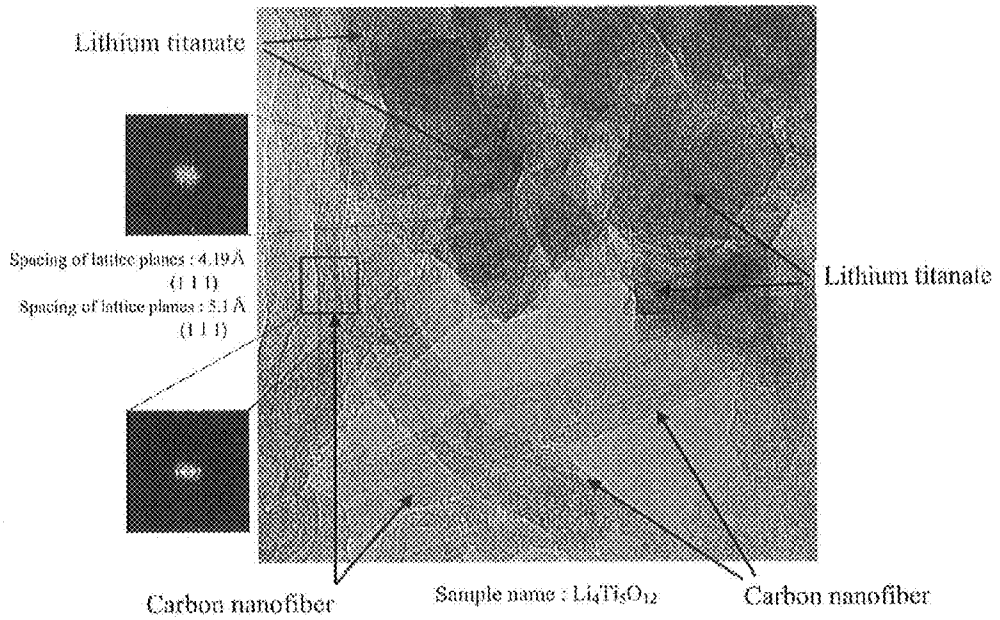 Lithium titanate
Spacing of lattice planes : 4.19 Å
(1 1 1)
Spacing of lattice planes : 5.1 Å
(1 1 1)
Lithium titanate
Carbon nanofiber
Sample name : Li₄Ti₅O₁₂
Carbon nanofiber